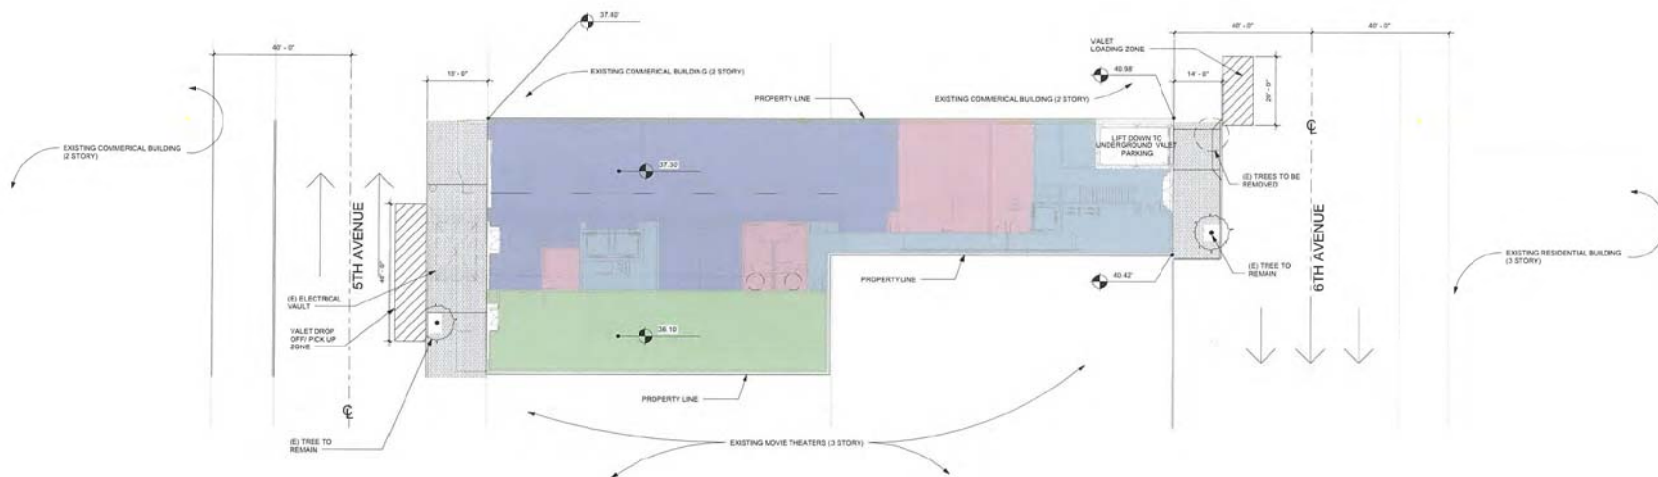 37.40'
40' - 0"
40' - 0"
40' - 0"
VALET
LOADING ZONE
EXISTING COMMERICAL BUILDING (2 STORY)
40.98'
14' - 0"
PROPERTY LINE
EXISTING COMMERICAL BUILDING (2 STORY)
EXISTING COMMERICAL BUILDING
(2 STORY)
LIFT DOWN TO
UNDERGROUND VALET
PARKING
37.30'
(E) TREES TO BE
REMOVED
5TH AVENUE
6TH AVENUE
EXISTING RESIDENTIAL BUILDING
(3 STORY)
(E) TREE TO
REMAIN
PROPERTY LINE
40.42'
(E) ELECTRICAL
VAULT
VALET DROP
OFF/ PICK UP
ZONE
36.10'
PROPERTY LINE
(E) TREE TO
REMAIN
EXISTING MOVIE THEATERS (3 STORY)